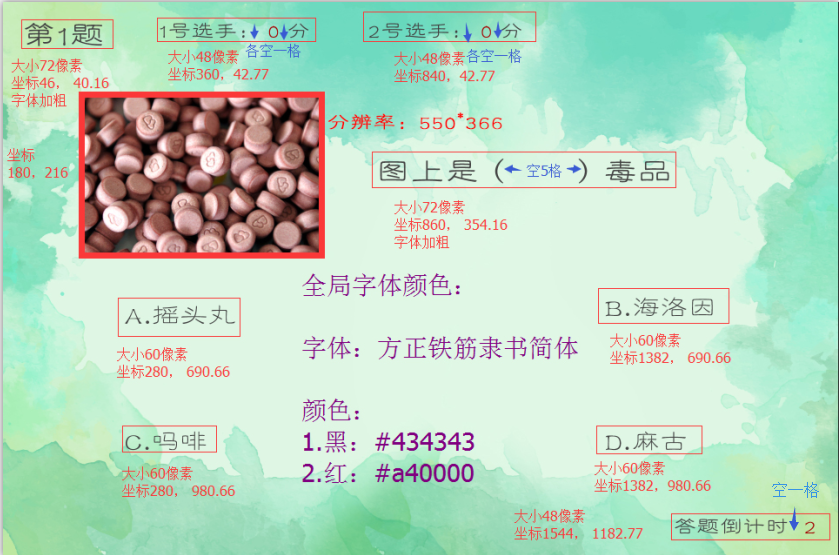 第1题
1号选手: 0 分
2号选手: 0 分
各空一格
各空一格
大小72像素
坐标46, 40.16
字体加粗
大小48像素
坐标360, 42.77
大小48像素
坐标840, 42.77
分辨率: 550*366
坐标
180, 216
图上是 ( 空5格 ) 毒品
大小72像素
坐标860, 354.16
字体加粗
全局字体颜色:
A.摇头丸
B.海洛因
字体: 方正铁筋隶书简体
大小60像素
坐标280, 690.66
大小60像素
坐标1382, 690.66
颜色:
1.黑: #434343
2.红: #a40000
C.吗啡
D.麻古
大小60像素
坐标280, 980.66
大小60像素
坐标1382, 980.66
空一格
大小48像素
坐标1544, 1182.77
答题倒计时 2